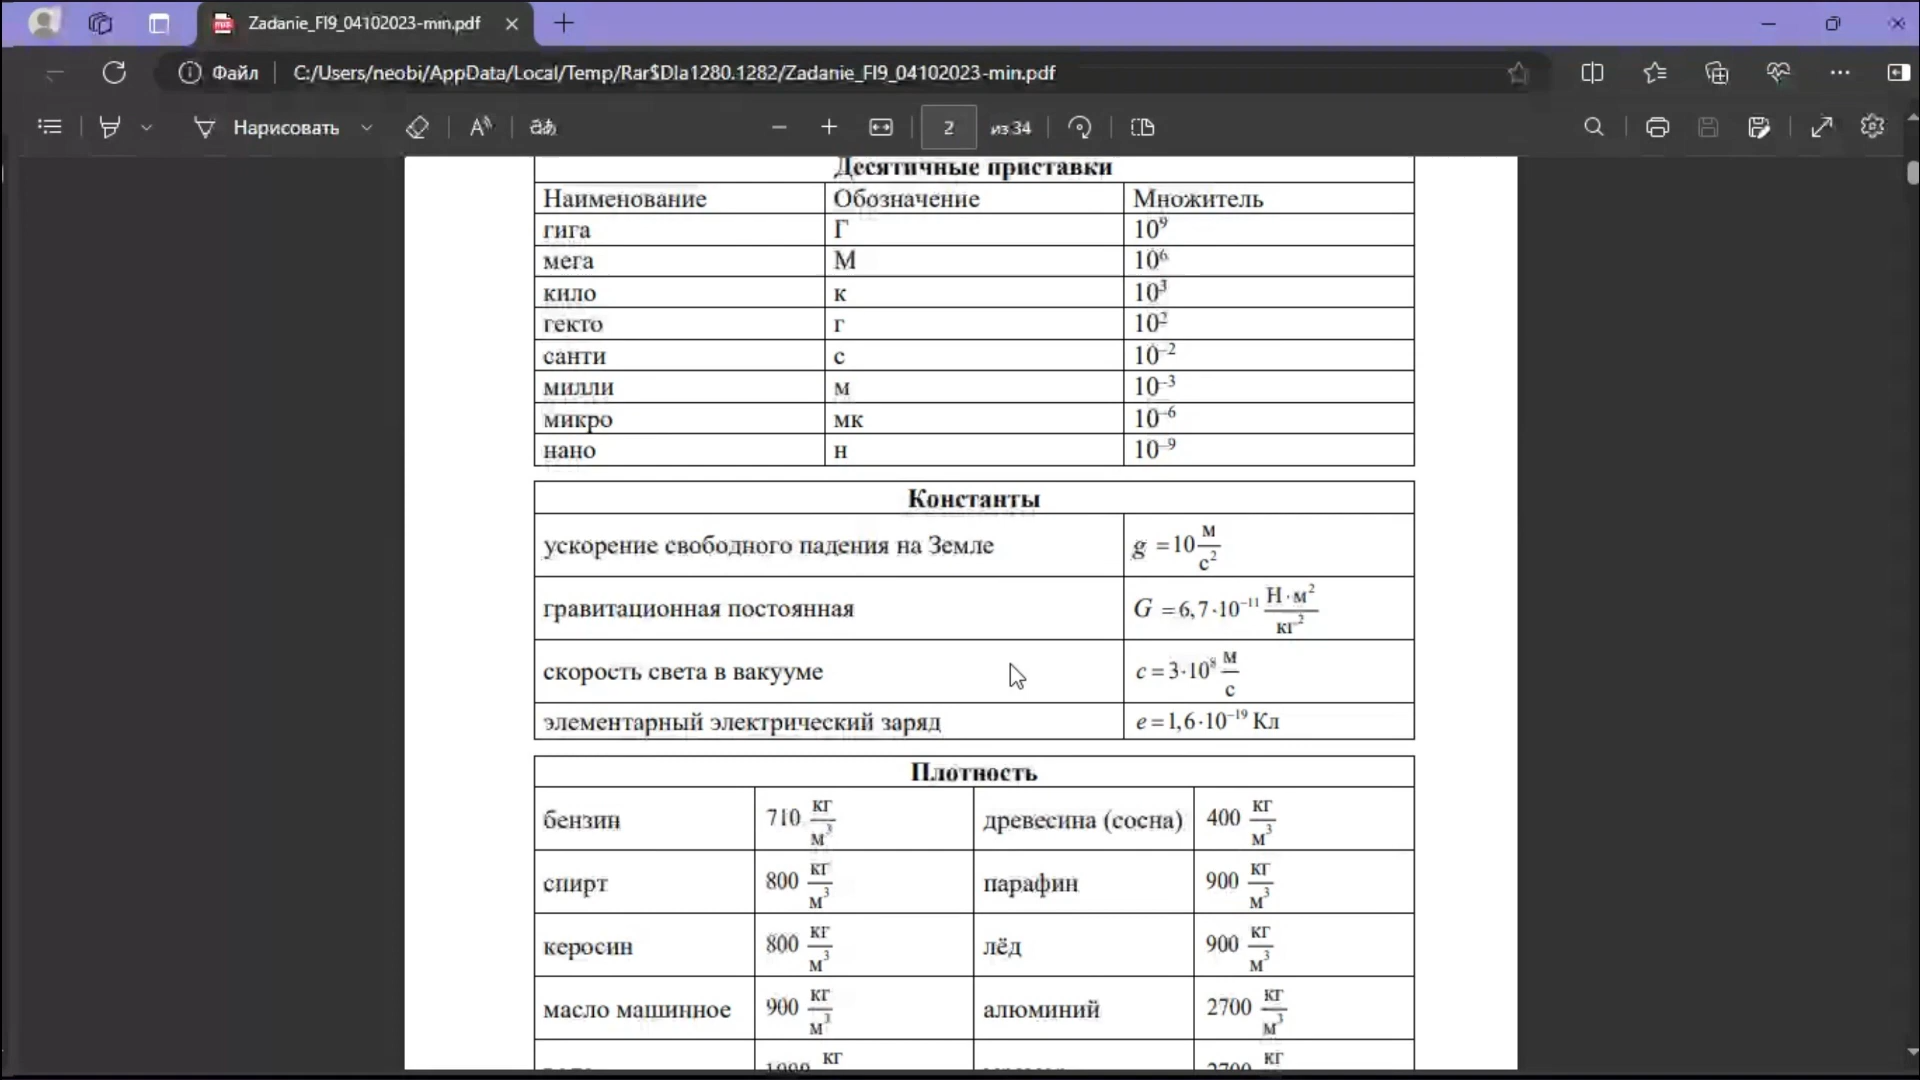 Zadanie_FI9_04102023-min.pdf
Файл C:/Users/neobi/AppData/Local/Temp/Rar$DIa1280.1282/Zadanie_FI9_04102023-min.pdf
Нарисовать 2 из 34
Десятичные приставки
Наименование Обозначение Множитель
гига Г 10⁹
мега М 10⁶
кило к 10³
гекто г 10²
санти с 10⁻²
милли м 10⁻³
микро мк 10⁻⁶
нано н 10⁻⁹
Константы
ускорение свободного падения на Земле g = 10 м/с²
гравитационная постоянная G = 6,7·10⁻¹¹ Н·м²/кг²
скорость света в вакууме c = 3·10⁸ м/с
элементарный электрический заряд e = 1,6·10⁻¹⁹ Кл
Плотность
бензин 710 кг/м³ древесина (сосна) 400 кг/м³
спирт 800 кг/м³ парафин 900 кг/м³
керосин 800 кг/м³ лёд 900 кг/м³
масло машинное 900 кг/м³ алюминий 2700 кг/м³
кг кг